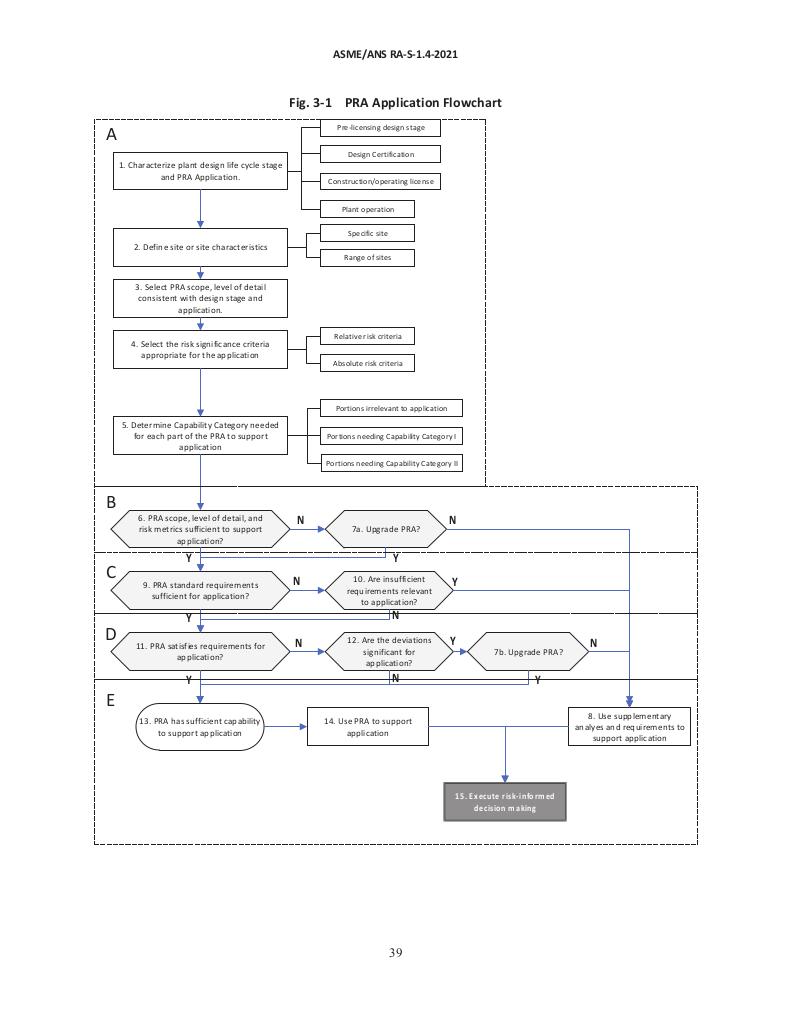 ASME/ANS RA-S-1.4-2021
Fig. 3-1    PRA Application Flowchart
A
1. Characterize plant design life cycle stage
and PRA Application.
Pre-licensing design stage
Design Certification
Construction/operating license
Plant operation
2. Define site or site characteristics
Specific site
Range of sites
3. Select PRA scope, level of detail
consistent with design stage and
application.
4. Select the risk significance criteria
appropriate for the application
Relative risk criteria
Absolute risk criteria
5. Determine Capability Category needed
for each part of the PRA to support
application
Portions irrelevant to application
Portions needing Capability Category I
Portions needing Capability Category II
B
6. PRA scope, level of detail, and
risk metrics sufficient to support
application?
N
7a. Upgrade PRA?
N
Y
Y
C
9. PRA standard requirements
sufficient for application?
N
10. Are insufficient
requirements relevant
to application?
Y
Y
N
D
11. PRA satisfies requirements for
application?
N
12. Are the deviations
significant for
application?
Y
7b. Upgrade PRA?
N
Y
N
Y
E
13. PRA has sufficient capability
to support application
14. Use PRA to support
application
8. Use supplementary
analyes and requirements to
support application
15. Execute risk-informed
decision making
39